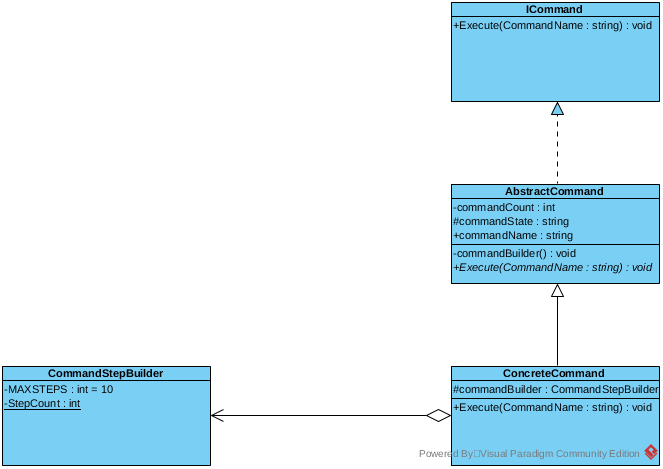 ICommand
+Execute(CommandName : string) : void
AbstractCommand
-commandCount : int
#commandState : string
+commandName : string
-commandBuilder() : void
+Execute(CommandName : string) : void
CommandStepBuilder
-MAXSTEPS : int = 10
-StepCount : int
ConcreteCommand
#commandBuilder : CommandStepBuilder
+Execute(CommandName : string) : void
Powered By Visual Paradigm Community Edition